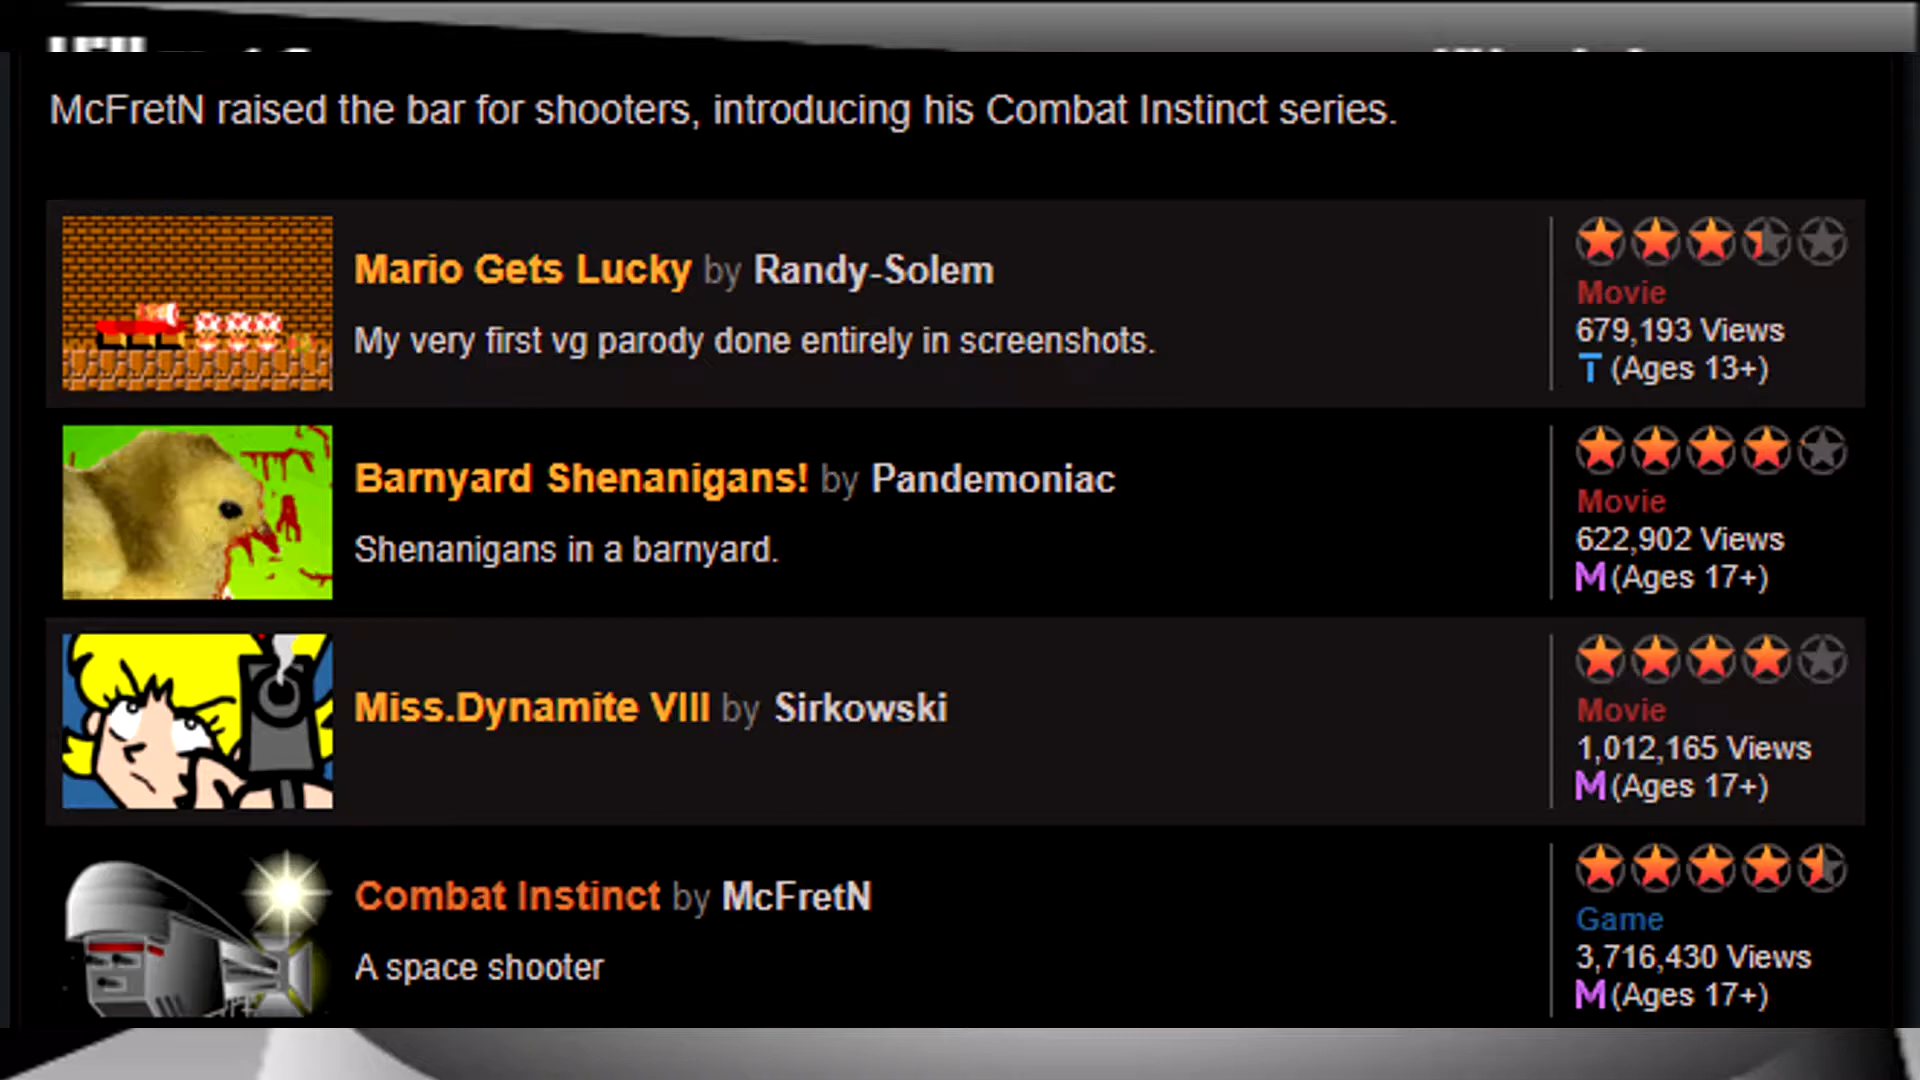 McFretN raised the bar for shooters, introducing his Combat Instinct series.
Mario Gets Lucky by Randy-Solem
My very first vg parody done entirely in screenshots.
Movie
679,193 Views
T (Ages 13+)
Barnyard Shenanigans! by Pandemoniac
Shenanigans in a barnyard.
Movie
622,902 Views
M (Ages 17+)
Miss.Dynamite VIII by Sirkowski
Movie
1,012,165 Views
M (Ages 17+)
Combat Instinct by McFretN
A space shooter
Game
3,716,430 Views
M (Ages 17+)